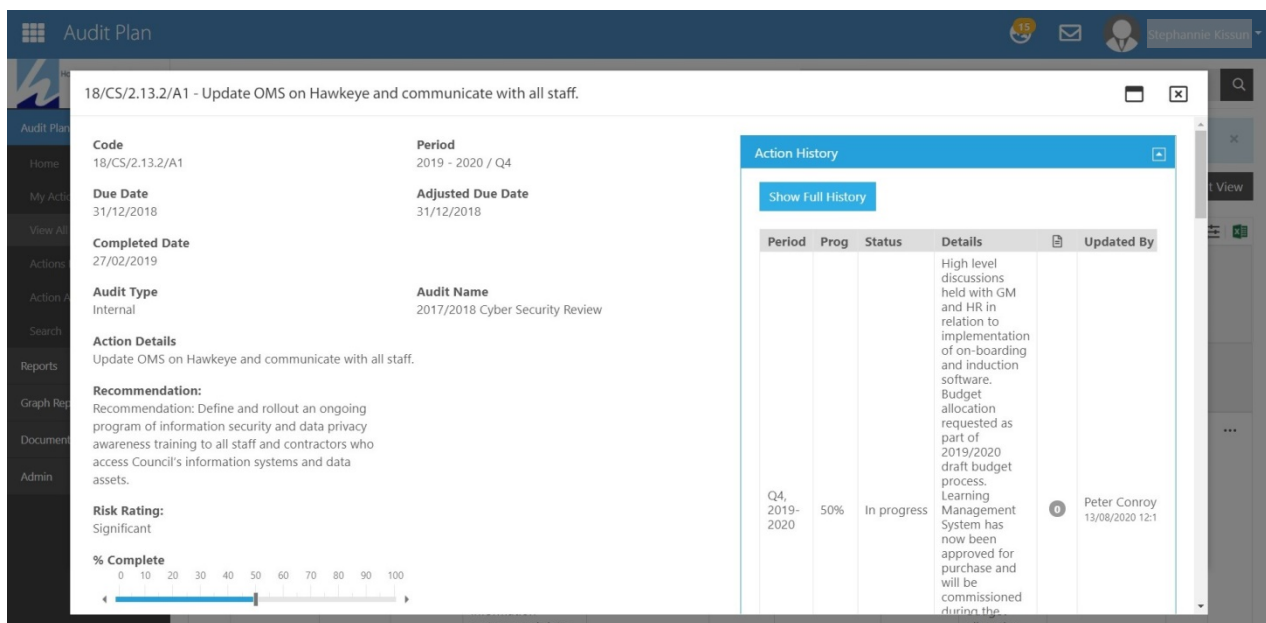 Audit Plan
15
Stephannie Kissun
18/CS/2.13.2/A1 - Update OMS on Hawkeye and communicate with all staff.
Audit Plan
Home
My Actio
View All
Actions
Action A
Search
Reports
Graph Rep
Document
Admin
t View
Code
18/CS/2.13.2/A1
Period
2019 - 2020 / Q4
Due Date
31/12/2018
Adjusted Due Date
31/12/2018
Completed Date
27/02/2019
Audit Type
Internal
Audit Name
2017/2018 Cyber Security Review
Action Details
Update OMS on Hawkeye and communicate with all staff.
Recommendation:
Recommendation: Define and rollout an ongoing
program of information security and data privacy
awareness training to all staff and contractors who
access Council's information systems and data
assets.
Risk Rating:
Significant
% Complete
0 10 20 30 40 50 60 70 80 90 100
Action History
Show Full History
Period Prog Status Details Updated By
Q4,
2019-
2020
50%
In progress
High level
discussions
held with GM
and HR in
relation to
implementation
of on-boarding
and induction
software.
Budget
allocation
requested as
part of
2019/2020
draft budget
process.
Learning
Management
System has
now been
approved for
purchase and
will be
commissioned
during the
0
Peter Conroy
13/08/2020 12:1